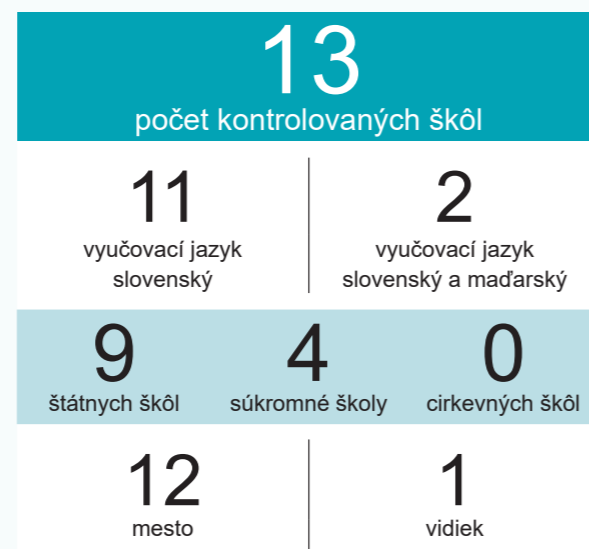 13
počet kontrolovaných škôl
11
vyučovací jazyk
slovenský
2
vyučovací jazyk
slovenský a maďarský
9
štátnych škôl
4
súkromné školy
0
cirkevných škôl
12
mesto
1
vidiek